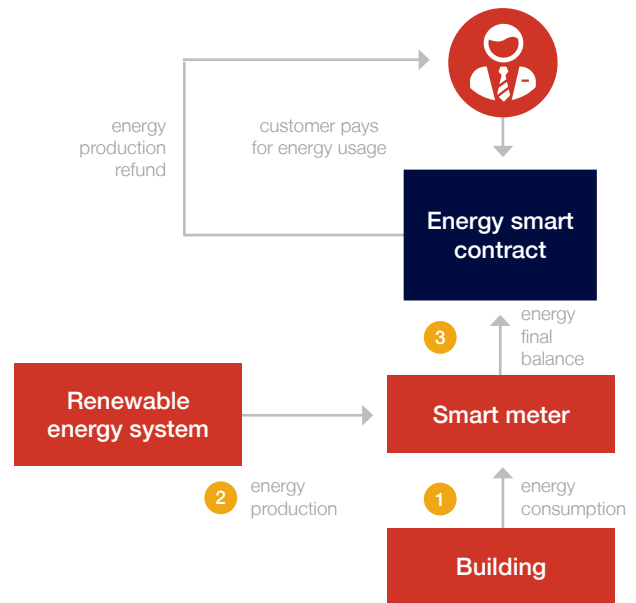 energy
production
refund
customer pays
for energy usage
Energy smart
contract
3
energy
final
balance
Renewable
energy system
Smart meter
2
energy
production
1
energy
consumption
Building